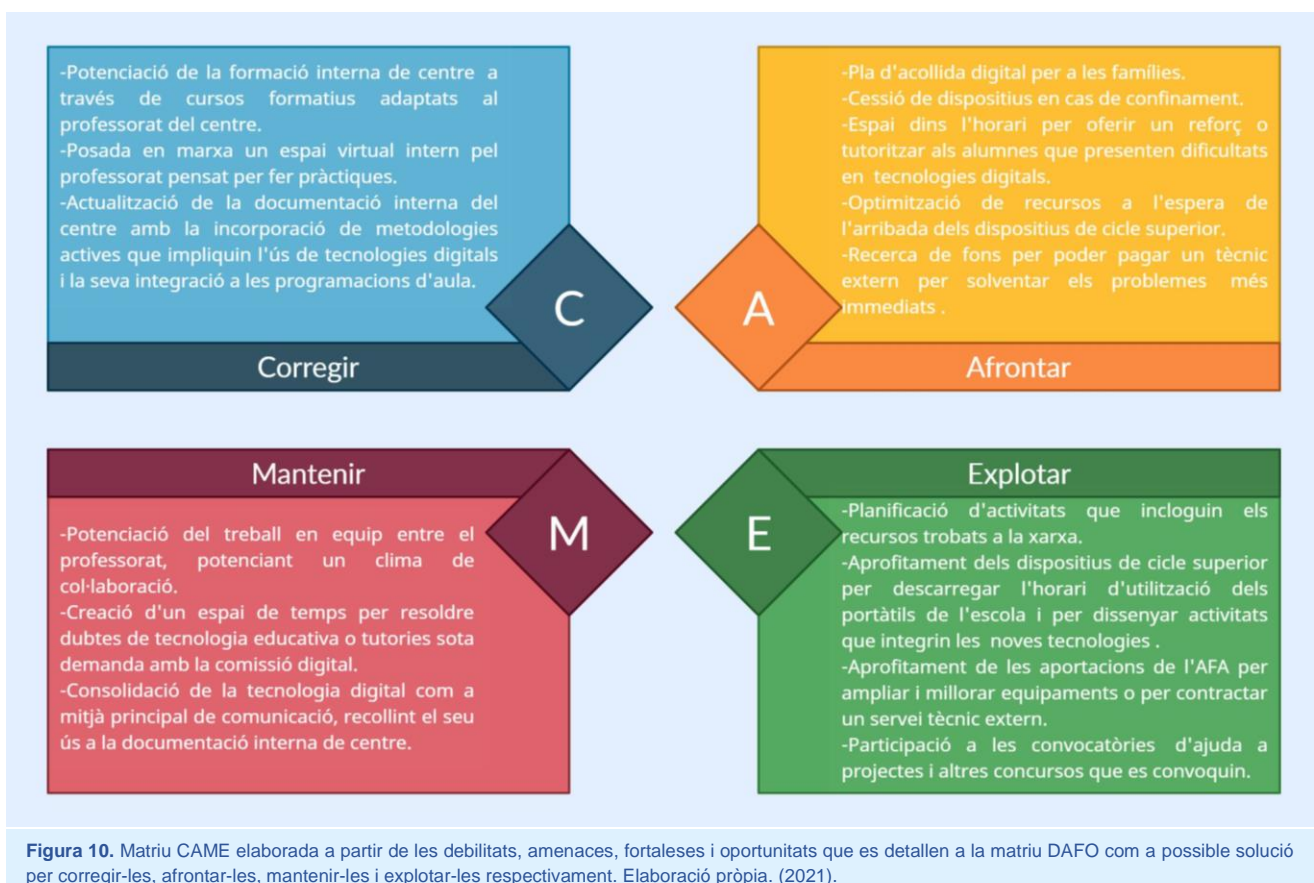 -Potenciació de la formació interna de centre a
través de cursos formatius adaptats al
professorat del centre.
-Posada en marxa un espai virtual intern pel
professorat pensat per fer pràctiques.
-Actualització de la documentació interna del
centre amb la incorporació de metodologies
actives que impliquin l'ús de tecnologies digitals
i la seva integració a les programacions d'aula.
C
Corregir
-Pla d'acollida digital per a les famílies.
-Cessió de dispositius en cas de confinament.
-Espai dins l'horari per oferir un reforç o
tutoritzar als alumnes que presenten dificultats
en tecnologies digitals.
-Optimització de recursos a l'espera de
l'arribada dels dispositius de cicle superior.
-Recerca de fons per poder pagar un tècnic
extern per solventar els problemes més
immediats .
A
Afrontar
Mantenir
M
-Potenciació del treball en equip entre el
professorat, potenciant un clima de
col·laboració.
-Creació d'un espai de temps per resoldre
dubtes de tecnologia educativa o tutories sota
demanda amb la comissió digital.
-Consolidació de la tecnologia digital com a
mitjà principal de comunicació, recollint el seu
ús a la documentació interna de centre.
Explotar
E
-Planificació d'activitats que incloguin els
recursos trobats a la xarxa.
-Aprofitament dels dispositius de cicle superior
per descarregar l'horari d'utilització dels
portàtils de l'escola i per dissenyar activitats
que integrin les noves tecnologies .
-Aprofitament de les aportacions de l'AFA per
ampliar i millorar equipaments o per contractar
un servei tècnic extern.
-Participació a les convocatòries d'ajuda a
projectes i altres concursos que es convoquin.
Figura 10. Matriu CAME elaborada a partir de les debilitats, amenaces, fortaleses i oportunitats que es detallen a la matriu DAFO com a possible solució
per corregir-les, afrontar-les, mantenir-les i explotar-les respectivament. Elaboració pròpia. (2021).